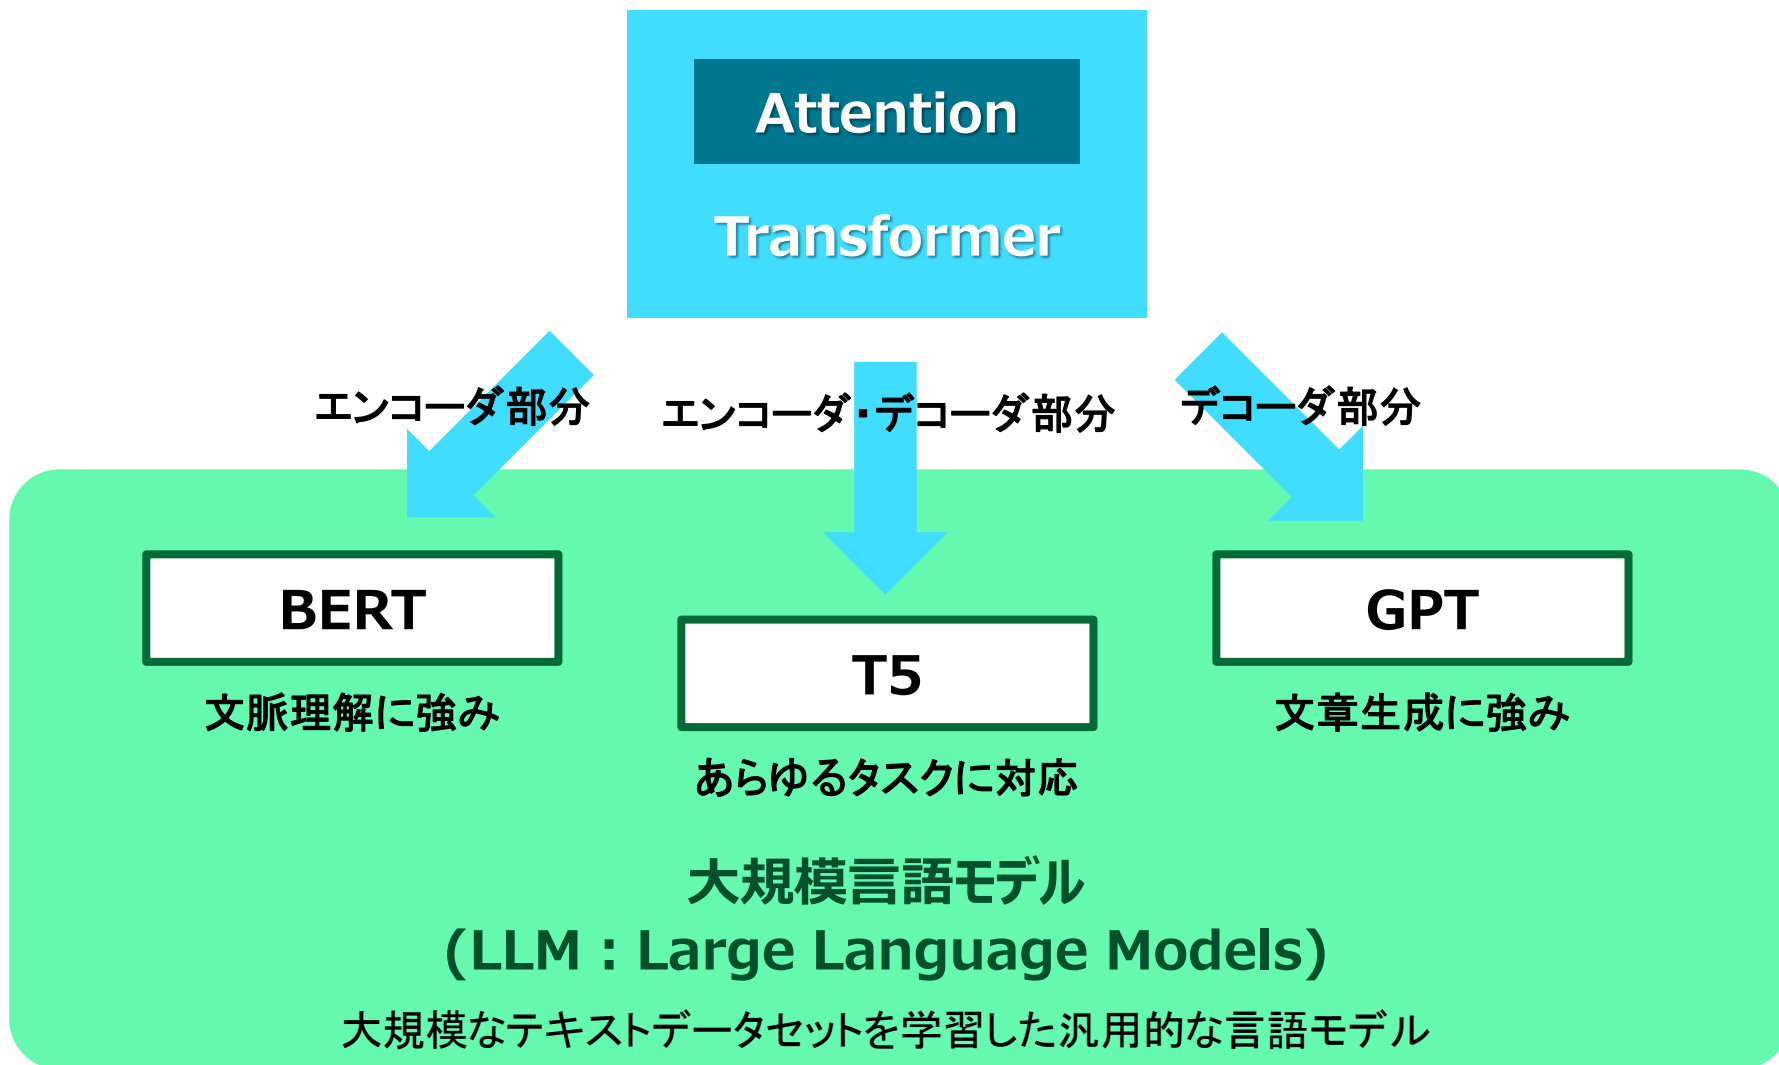 Attention
Transformer
エンコーダ部分
エンコーダ・デコーダ部分
デコーダ部分
BERT
文脈理解に強み
T5
あらゆるタスクに対応
GPT
文章生成に強み
大規模言語モデル
(LLM：Large Language Models)
大規模なテキストデータセットを学習した汎用的な言語モデル